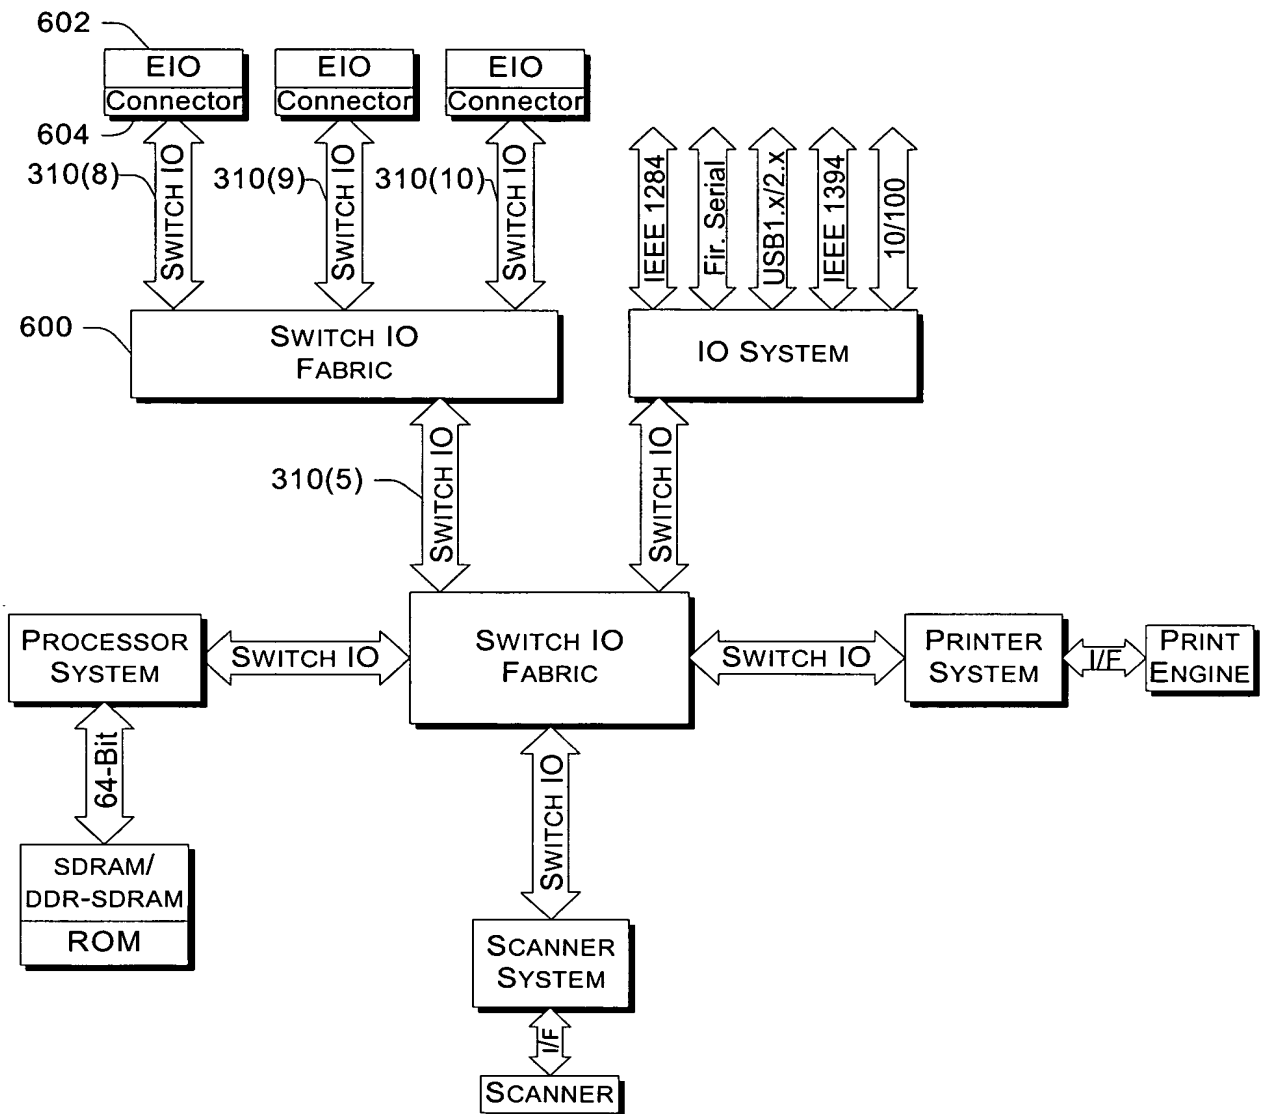 602
EIO
EIO
EIO
Connector
Connector
Connector
604
310(8)
310(9)
310(10)
SWITCH IO
SWITCH IO
SWITCH IO
IEEE 1284
Fir. Serial
USB1.x/2.x
IEEE 1394
10/100
600
SWITCH IO
FABRIC
IO SYSTEM
310(5)
SWITCH IO
SWITCH IO
PROCESSOR
SYSTEM
SWITCH IO
SWITCH IO
FABRIC
SWITCH IO
PRINTER
SYSTEM
I/F
PRINT
ENGINE
64-Bit
SWITCH IO
SDRAM/
DDR-SDRAM
ROM
SCANNER
SYSTEM
I/F
SCANNER